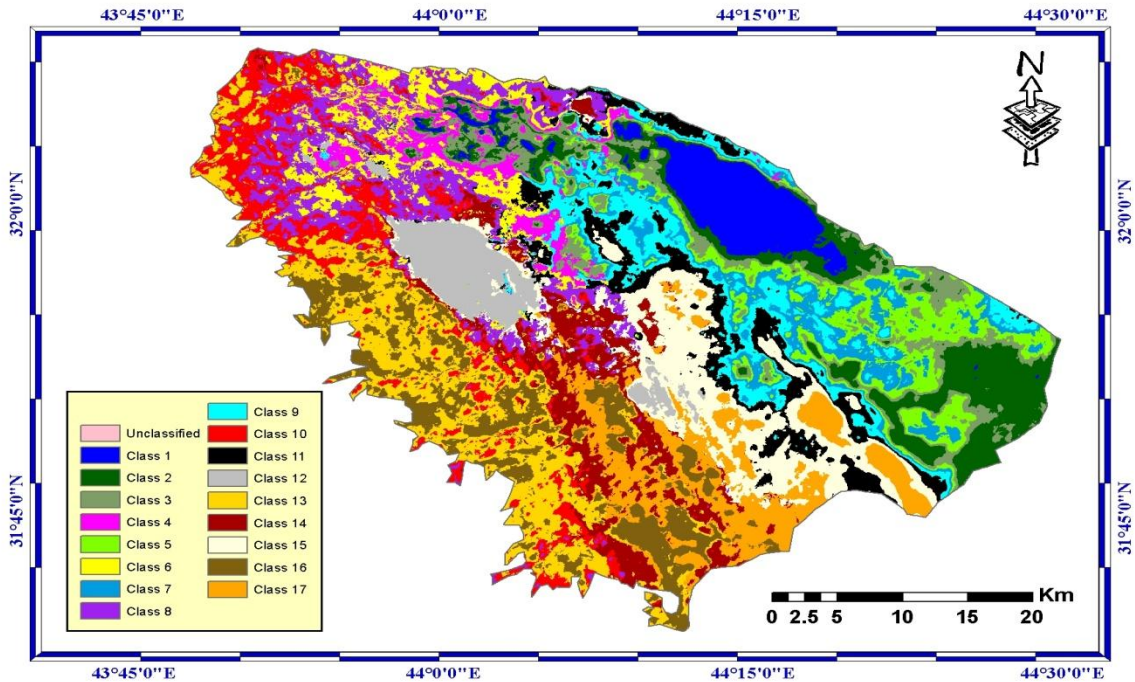 43°45'0"E 44°0'0"E 44°15'0"E 44°30'0"E
N
32°0'0"N 32°0'0"N
31°45'0"N 31°45'0"N
Unclassified
Class 1
Class 2
Class 3
Class 4
Class 5
Class 6
Class 7
Class 8
Class 9
Class 10
Class 11
Class 12
Class 13
Class 14
Class 15
Class 16
Class 17
Km
0 2.5 5 10 15 20
43°45'0"E 44°0'0"E 44°15'0"E 44°30'0"E